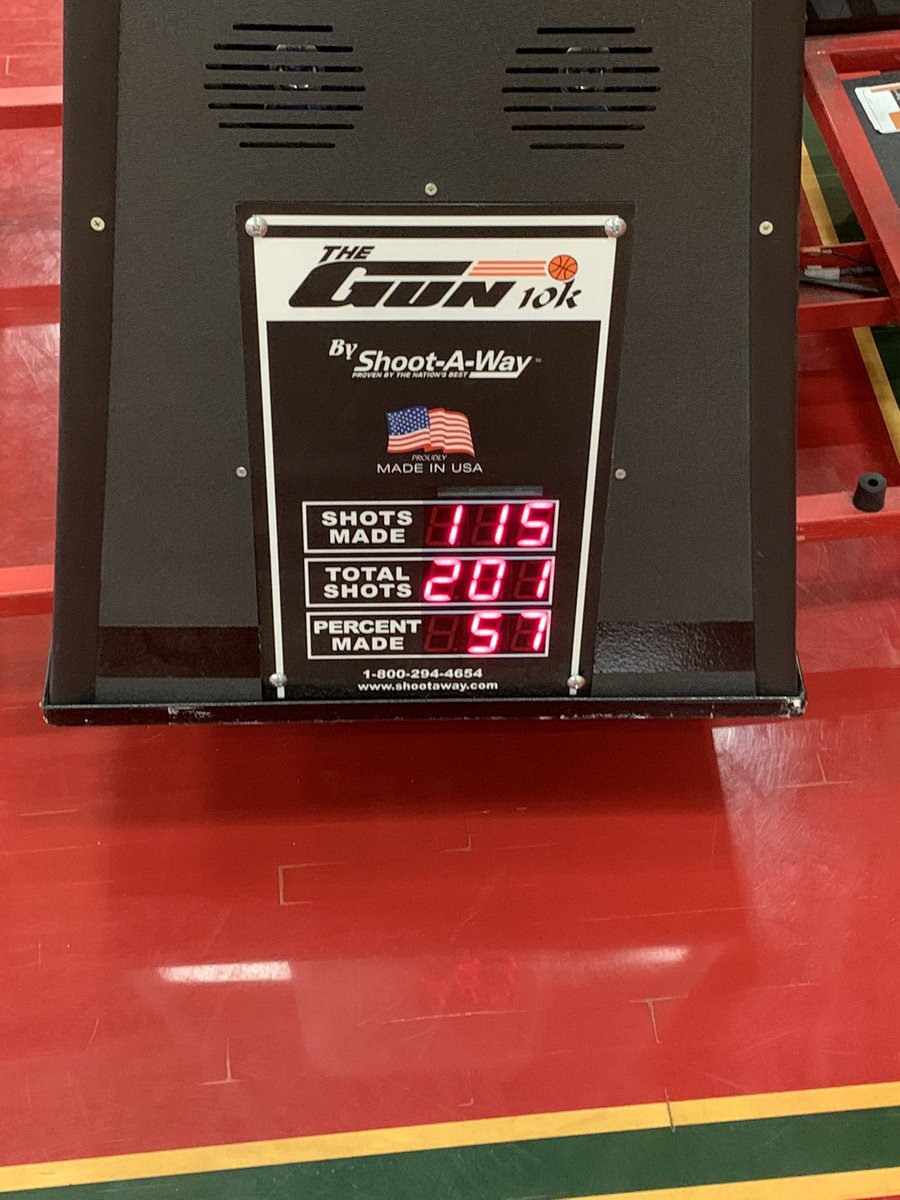 THE
GUN 10k
By Shoot-A-Way™
PROVEN BY THE NATION'S BEST
PROUDLY
MADE IN USA
SHOTS MADE 115
TOTAL SHOTS 201
PERCENT MADE 57
1-800-294-4654
www.shootaway.com